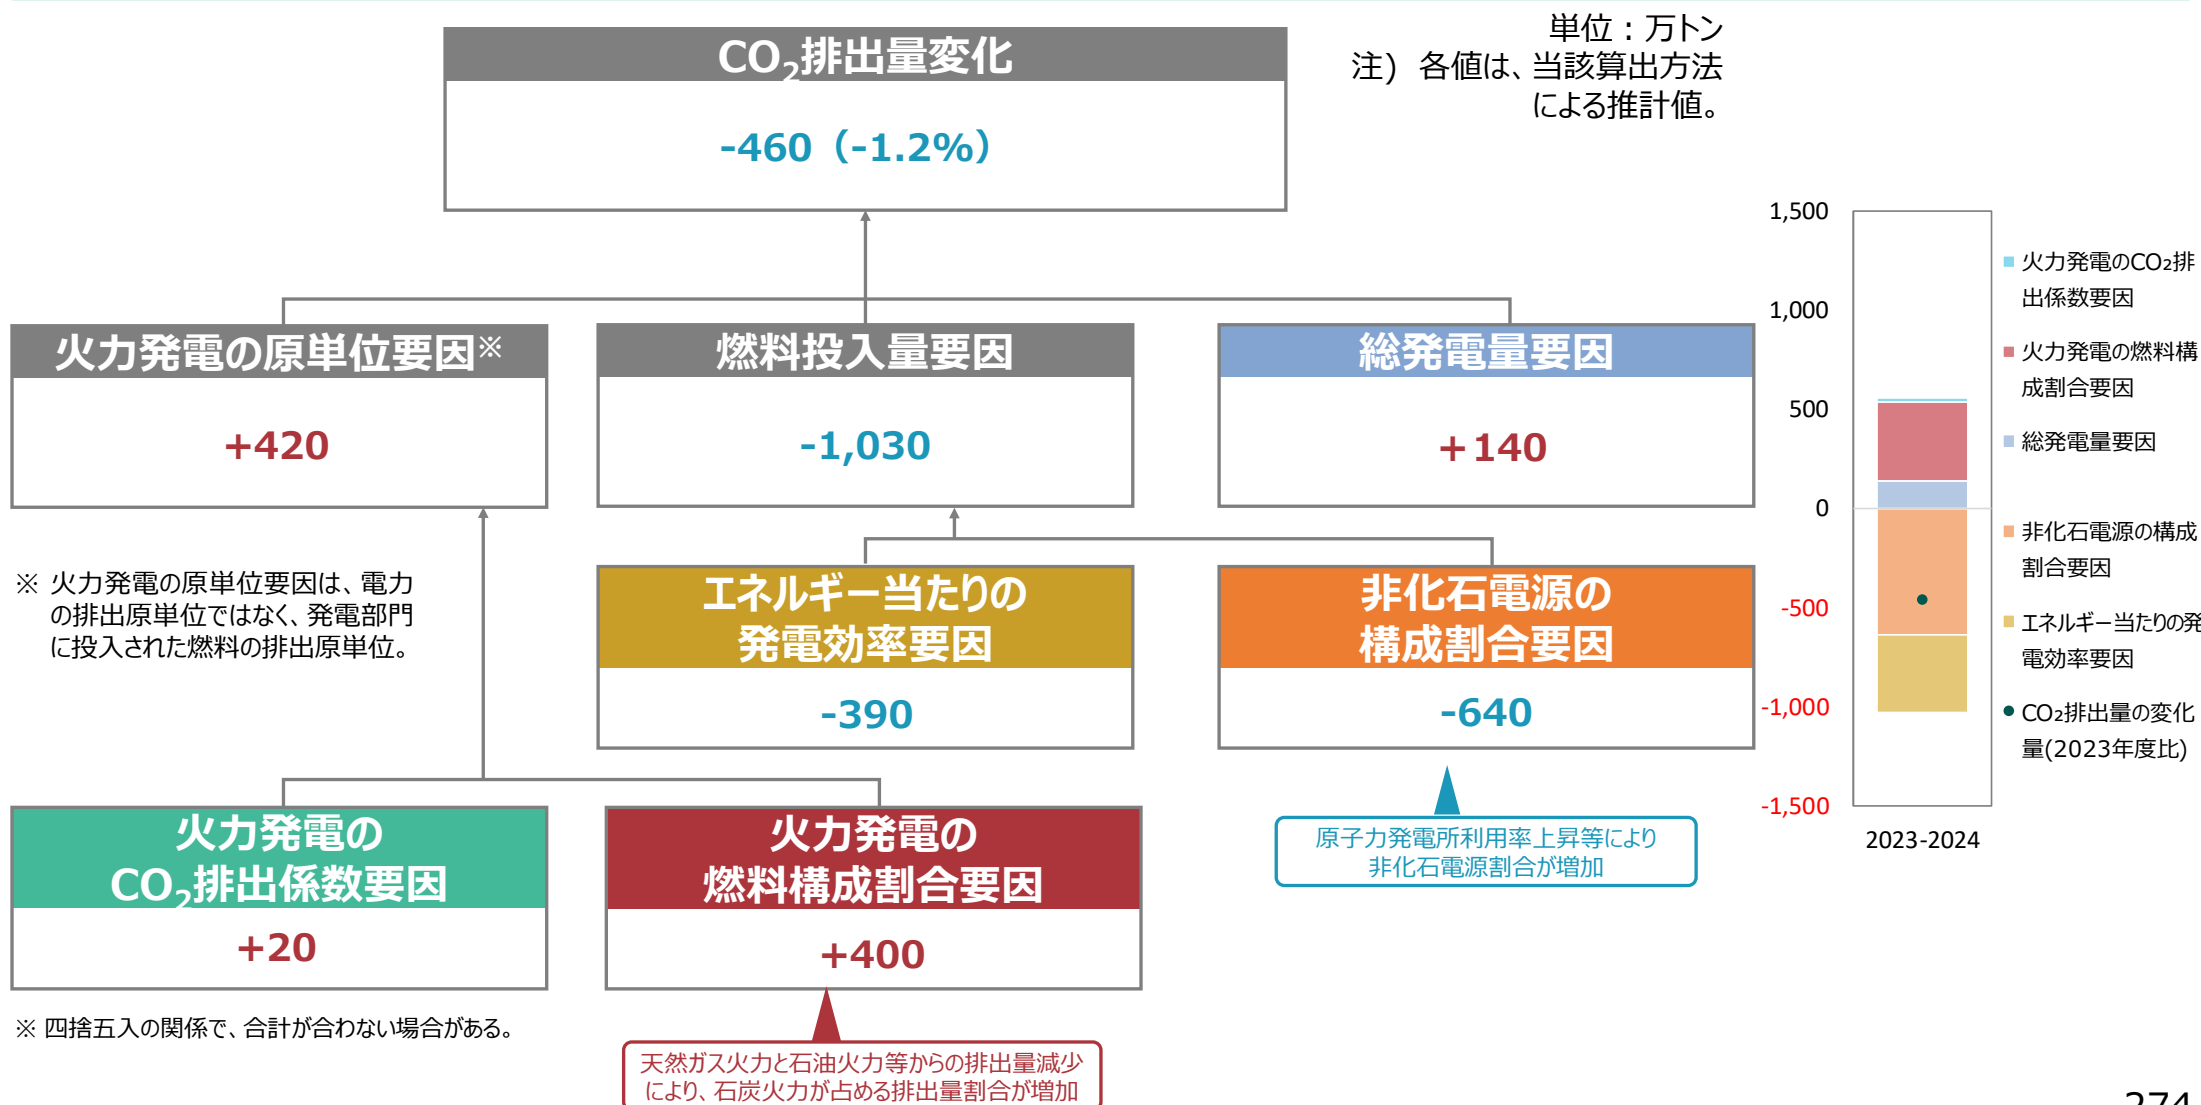 単位：万トン
注) 各値は、当該算出方法
による推計値。
CO₂排出量変化
-460（-1.2%）
火力発電の原単位要因※
+420
燃料投入量要因
-1,030
総発電量要因
+140
※ 火力発電の原単位要因は、電力
の排出原単位ではなく、発電部門
に投入された燃料の排出原単位。
エネルギー当たりの
発電効率要因
-390
非化石電源の
構成割合要因
-640
原子力発電所利用率上昇等により
非化石電源割合が増加
火力発電の
CO₂排出係数要因
+20
火力発電の
燃料構成割合要因
+400
※ 四捨五入の関係で、合計が合わない場合がある。
天然ガス火力と石油火力等からの排出量減少
により、石炭火力が占める排出量割合が増加
1,500
1,000
500
0
-500
-1,000
-1,500
2023-2024
火力発電のCO₂排
出係数要因
火力発電の燃料構
成割合要因
総発電量要因
非化石電源の構成
割合要因
エネルギー当たりの発
電効率要因
CO₂排出量の変化
量(2023年度比)
274